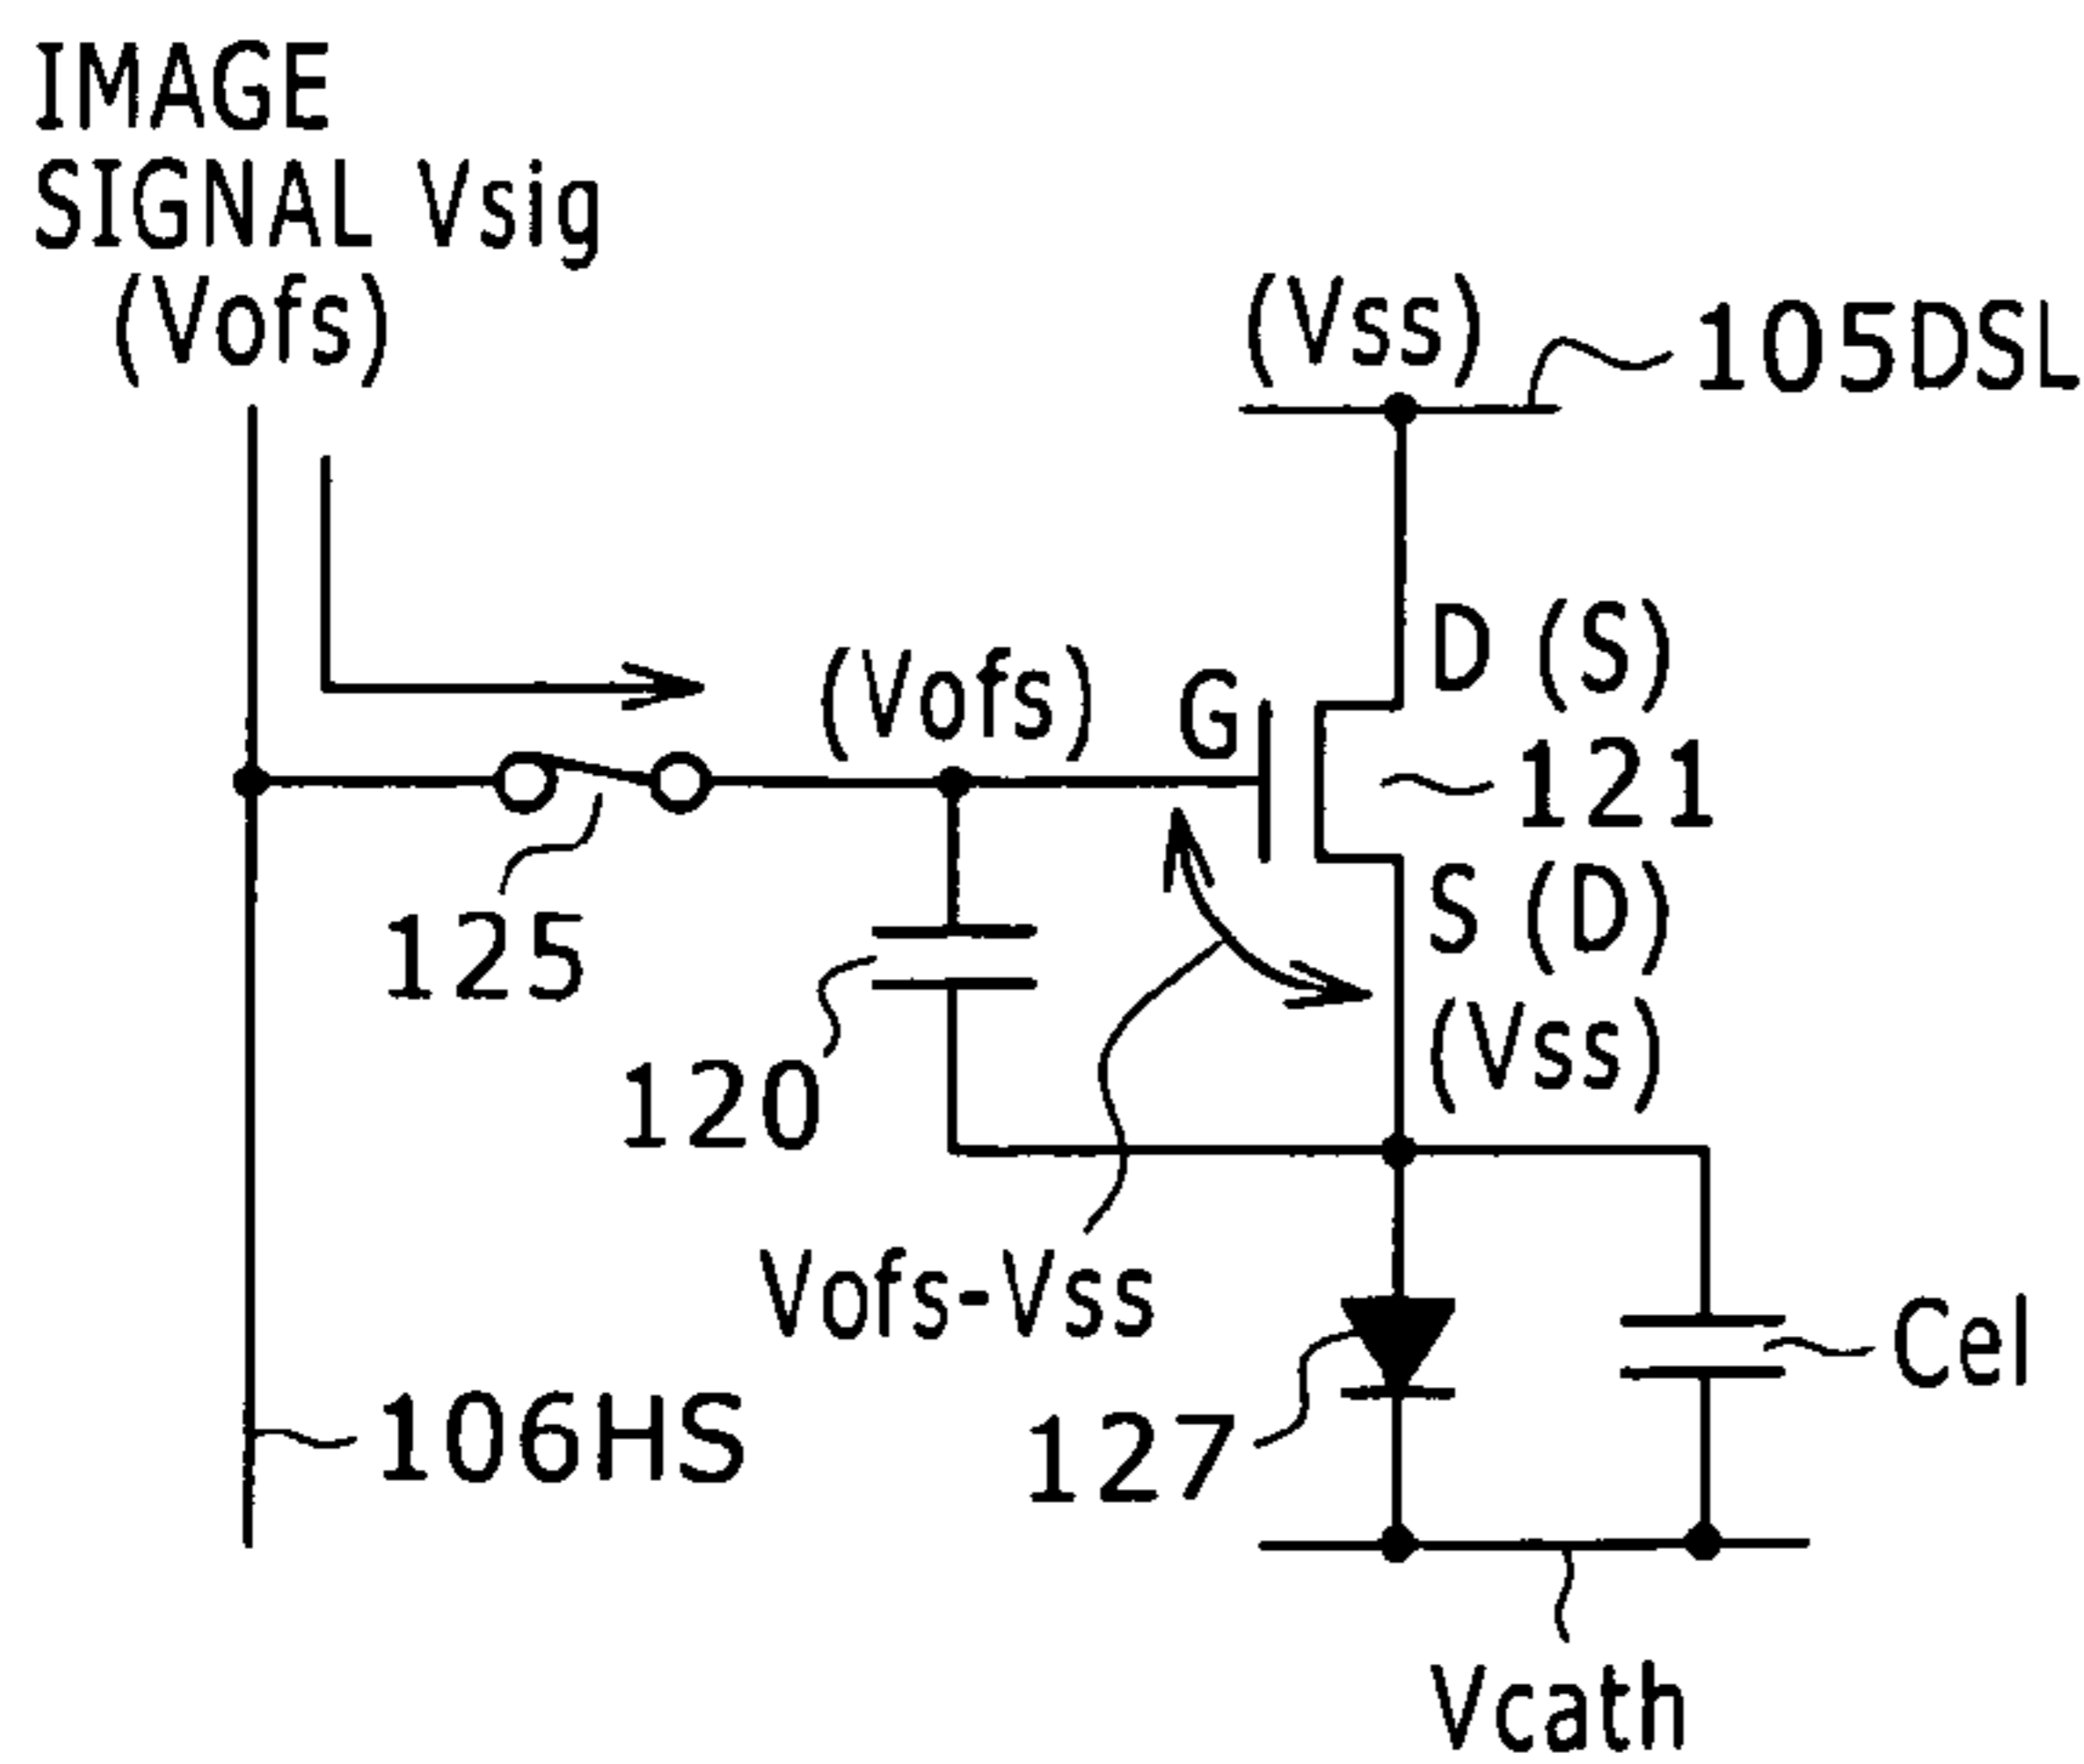 IMAGE
SIGNAL Vsig
(Vofs)
(Vss)
105DSL
D (S)
(Vofs)
G
121
125
S (D)
(Vss)
120
Vofs-Vss
Cel
127
106HS
Vcath